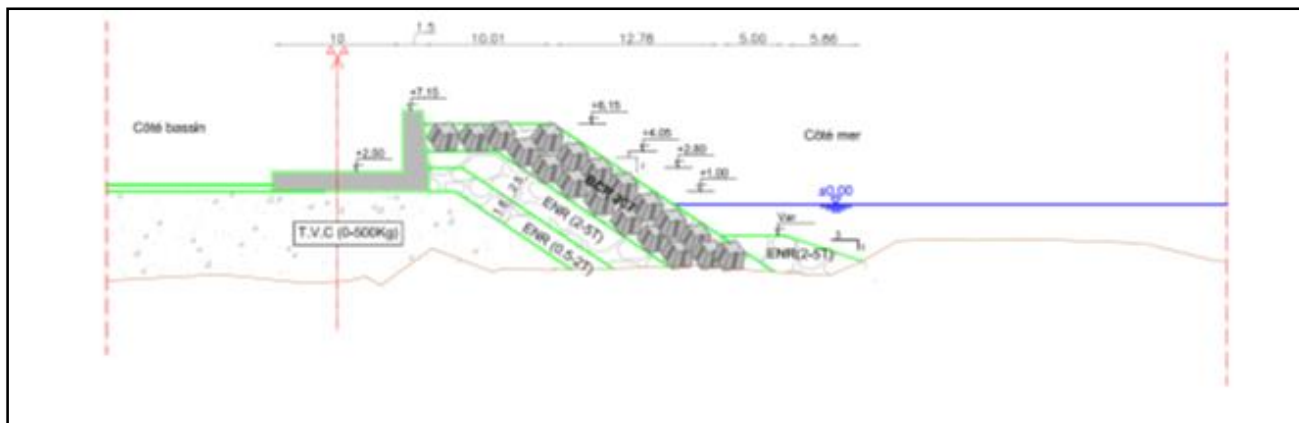 1.5
10 10.01 12.78 5.00 5.86
+7.15
+6,15
Côté bassin
Côté mer
+4.05
+2.80
+2.50
+1.00
±0,00
2.5
ENR (2-5T)
Var
T.V.C (0-500Kg)
ENR (0.5-2T)
ENR(2-5T)